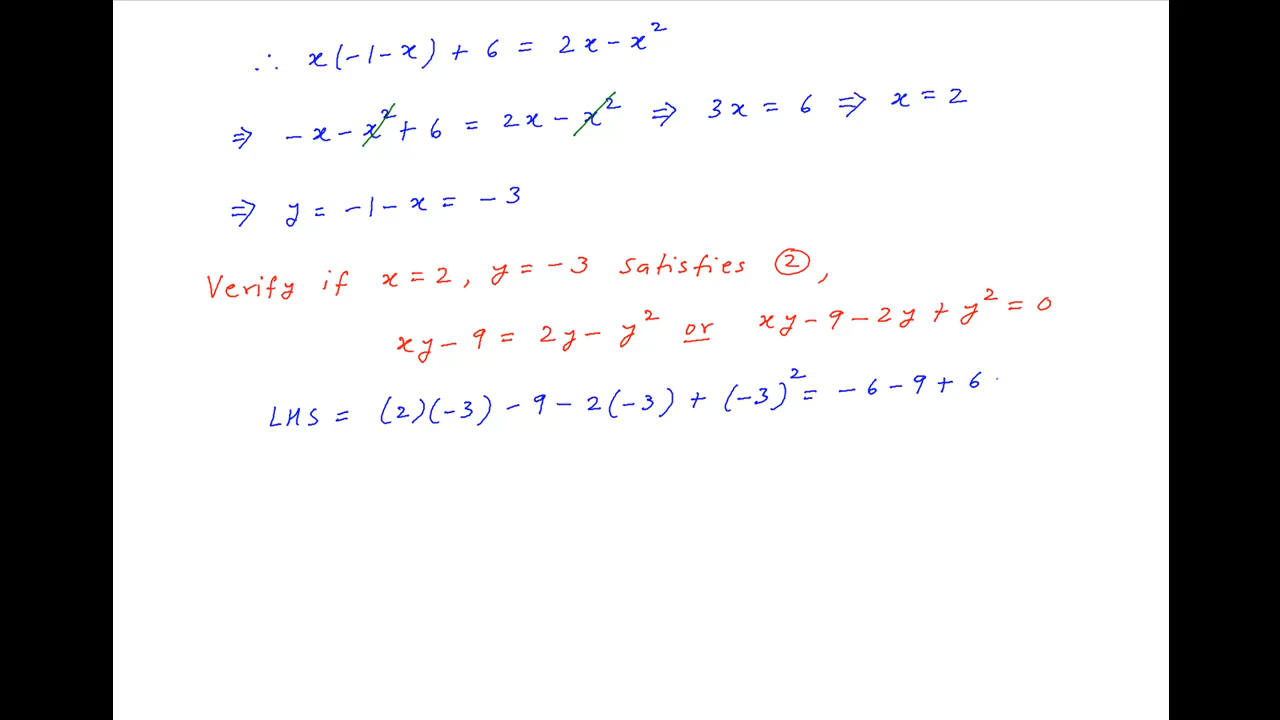 ∴ x(-1-x) + 6 = 2x - x²
⇒ -x - x² + 6 = 2x - x² ⇒ 3x = 6 ⇒ x = 2
⇒ y = -1 - x = -3
Verify if x = 2, y = -3 satisfies ②,
xy - 9 = 2y - y² or xy - 9 - 2y + y² = 0
LHS = (2)(-3) - 9 - 2(-3) + (-3)² = -6 - 9 + 6